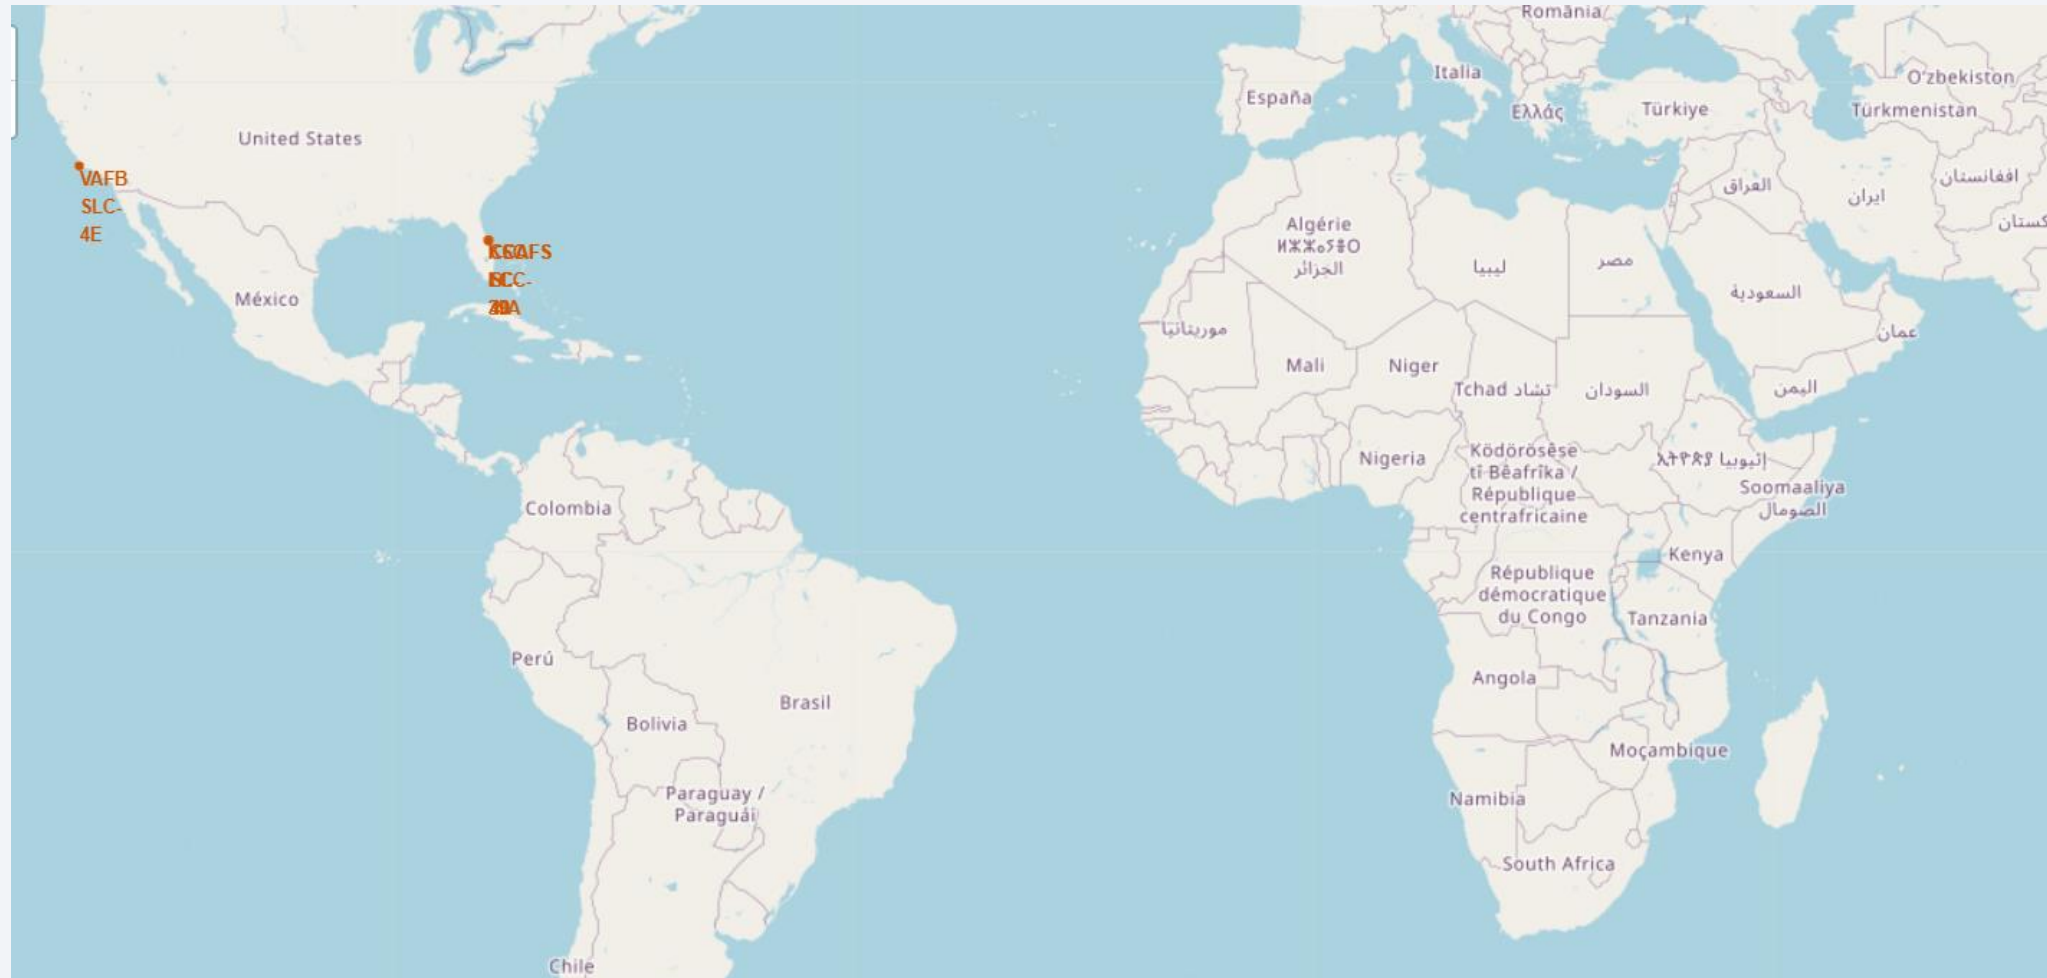 România
O'zbekiston
Italia
España
Ελλάς
Türkiye
Türkmenistan
United States
VAFB
SLC-
4E
افغانستان
العراق
ایران
Algérie
ⵍⵣⵣⴰⵢⴻⵔ
الجزائر
ليبيا
مصر
السعودية
México
موريتانيا
عمان
Mali
Niger
Tchad تشاد
السودان
اليمن
Nigeria
Ködörösêse
tî Bêafrîka /
République
centrafricaine
Soomaaliya
الصومال
Colombia
Kenya
République
démocratique
du Congo
Tanzania
Perú
Angola
Brasil
Bolivia
Moçambique
Paraguay /
Paraguái
Namibia
South Africa
Chile